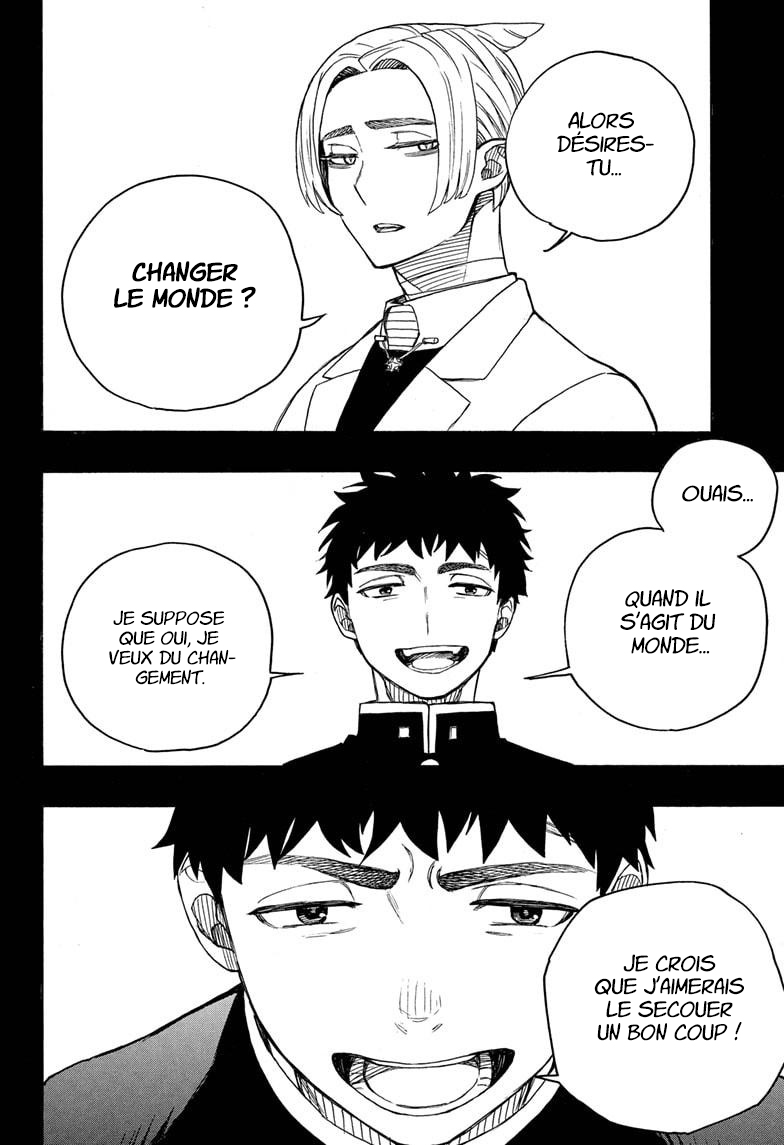 ALORS
DÉSIRES-
TU...
CHANGER
LE MONDE ?
OUAIS...
QUAND IL
S'AGIT DU
MONDE...
JE SUPPOSE
QUE OUI, JE
VEUX DU CHAN-
GEMENT.
JE CROIS
QUE J'AIMERAIS
LE SECOUER
UN BON COUP !